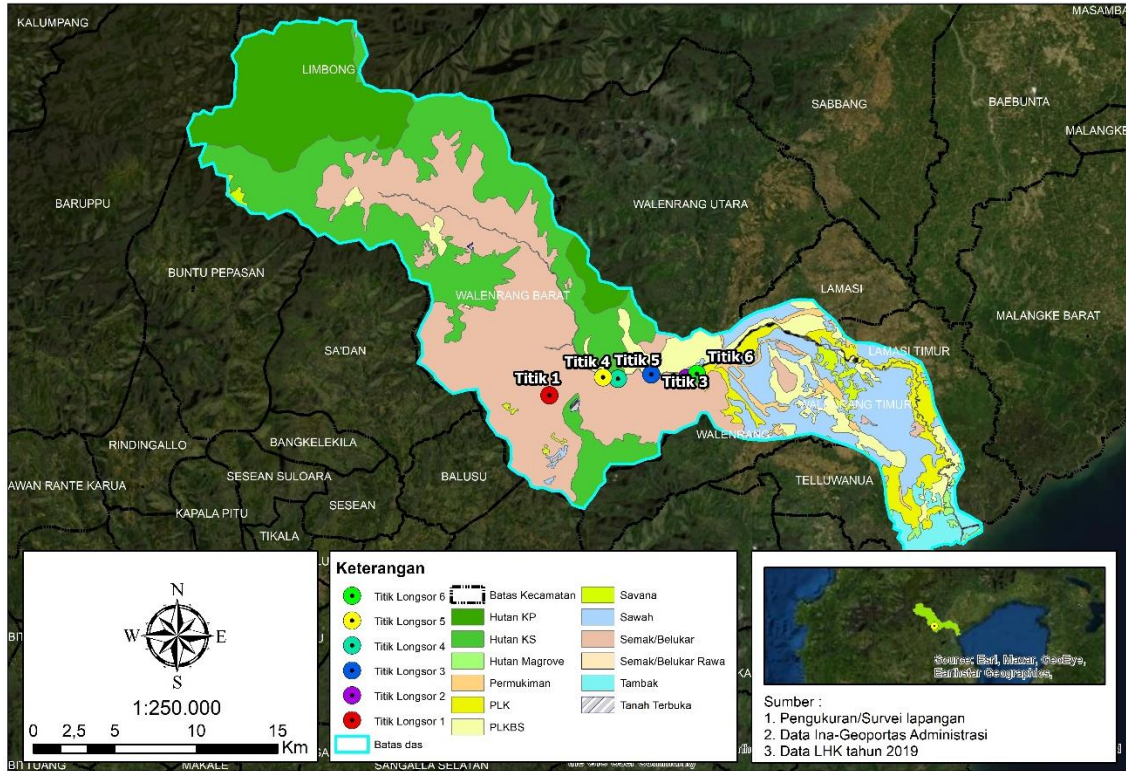 KALUMPANG
MASAMBA
LIMBONG
SABBANG
BAEBUNTA
MALANGKE
BARUPPU
WALENRANG UTARA
BUNTU PEPASAN
LAMASI
WALENRANG BARAT
MALANGKE BARAT
SA'DAN
LAMASI TIMUR
Titik 4
Titik 5
Titik 6
Titik 1
Titik 3
WALENRANG TIMUR
RINDINGALLO
BANGKELEKILA
WALENRANG
SESEAN SULOARA
BALUSU
TELLUWANUA
AWAN RANTE KARUA
SESEAN
KAPALA PITU
TIKALA
N
W E
S
1:250.000
0 2,5 5 10 15
Km
Keterangan
Titik Longsor 6
Titik Longsor 5
Titik Longsor 4
Titik Longsor 3
Titik Longsor 2
Titik Longsor 1
Batas das
Batas Kecamatan
Hutan KP
Hutan KS
Hutan Magrove
Permukiman
PLK
PLKBS
Savana
Sawah
Semak/Belukar
Semak/Belukar Rawa
Tambak
Tanah Terbuka
Source: Esri, Maxar, GeoEye,
Earthstar Geographics,
Sumber :
1. Pengukuran/Survei lapangan
2. Data Ina-Geoportas Administrasi
3. Data LHK tahun 2019
MAKALE
SANGALLA SELATAN